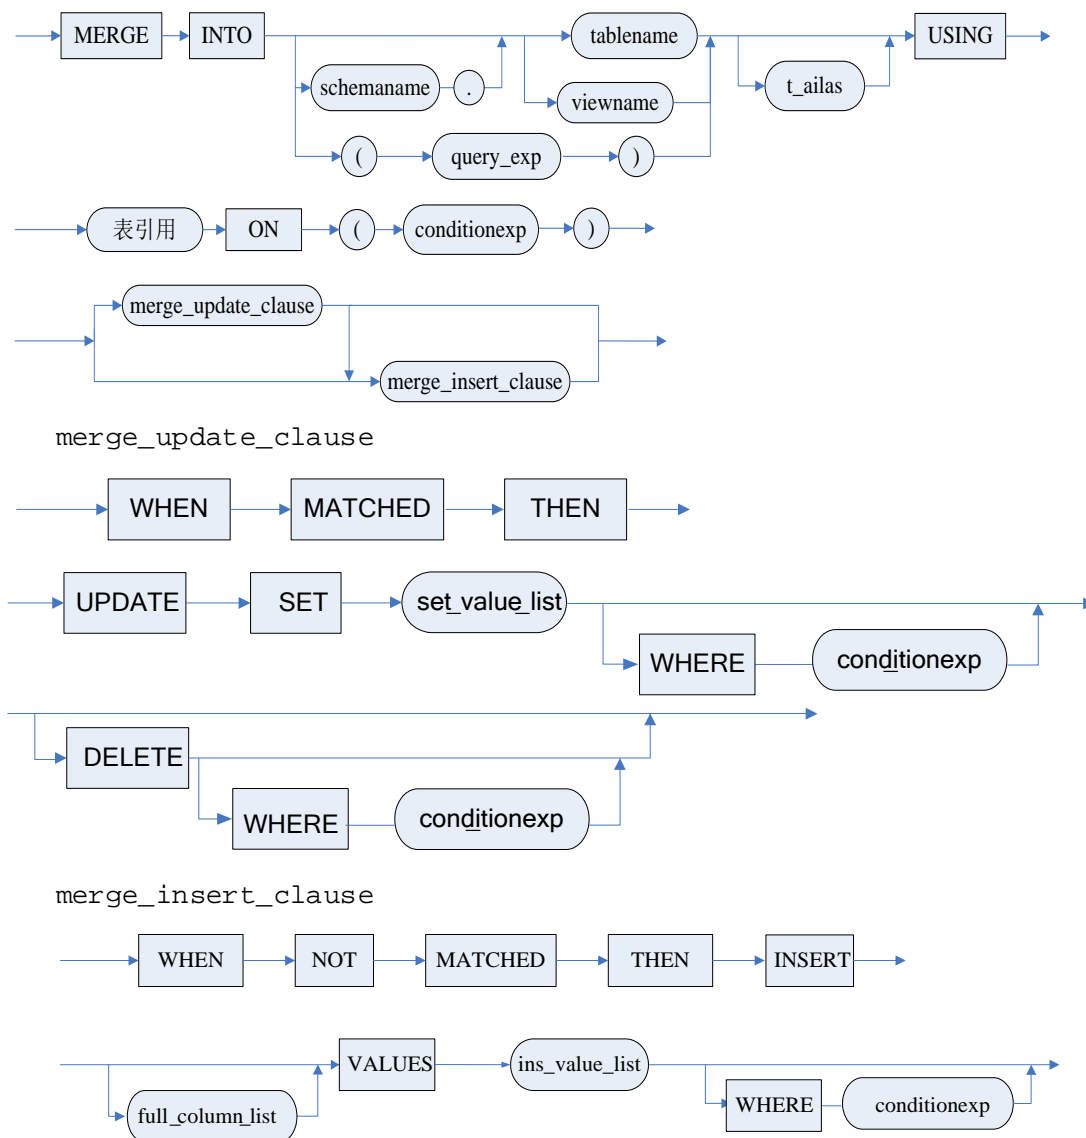 MERGE INTO tablename USING
schemaname . viewname t_ailas
( query_exp )
表引用 ON ( conditionexp )
merge_update_clause
merge_insert_clause
merge_update_clause
WHEN MATCHED THEN
UPDATE SET set_value_list
WHERE conditionexp
DELETE
WHERE conditionexp
merge_insert_clause
WHEN NOT MATCHED THEN INSERT
VALUES ins_value_list
full_column_list WHERE conditionexp